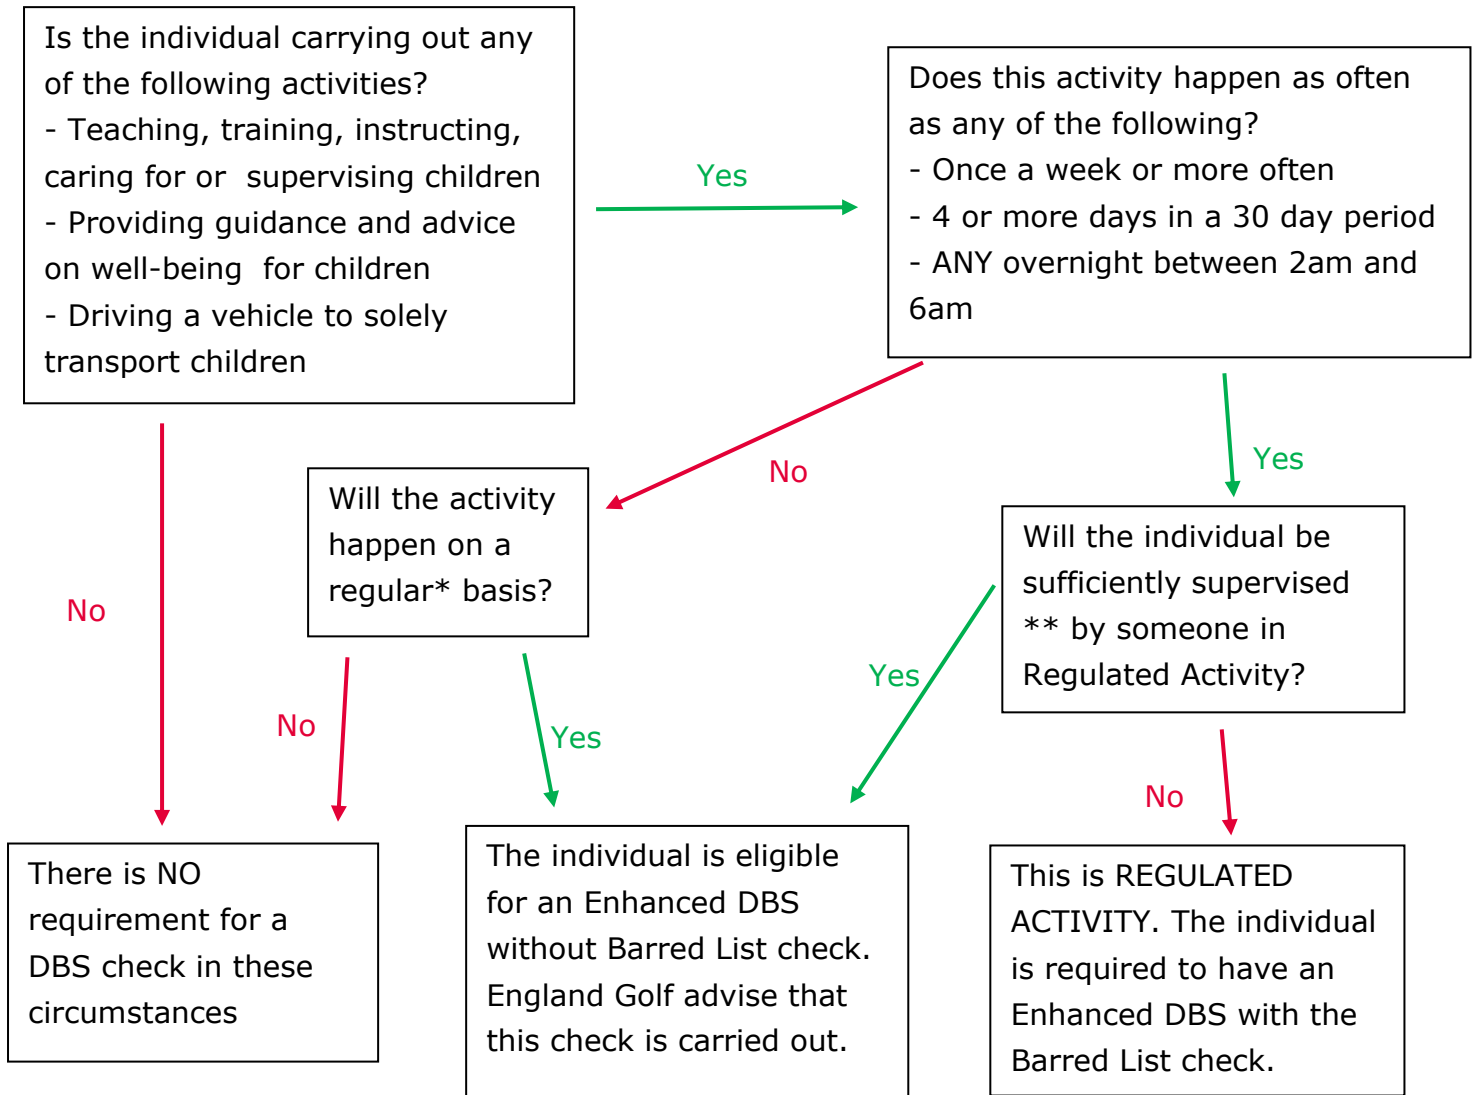 Is the individual carrying out any
of the following activities?
- Teaching, training, instructing,
caring for or  supervising children
- Providing guidance and advice
on well-being  for children
- Driving a vehicle to solely
transport children
Yes
Does this activity happen as often
as any of the following?
- Once a week or more often
- 4 or more days in a 30 day period
- ANY overnight between 2am and
6am
No
Yes
Will the activity
happen on a
regular* basis?
Will the individual be
sufficiently supervised
** by someone in
Regulated Activity?
No
No
Yes
Yes
No
There is NO
requirement for a
DBS check in these
circumstances
The individual is eligible
for an Enhanced DBS
without Barred List check.
England Golf advise that
this check is carried out.
This is REGULATED
ACTIVITY. The individual
is required to have an
Enhanced DBS with the
Barred List check.